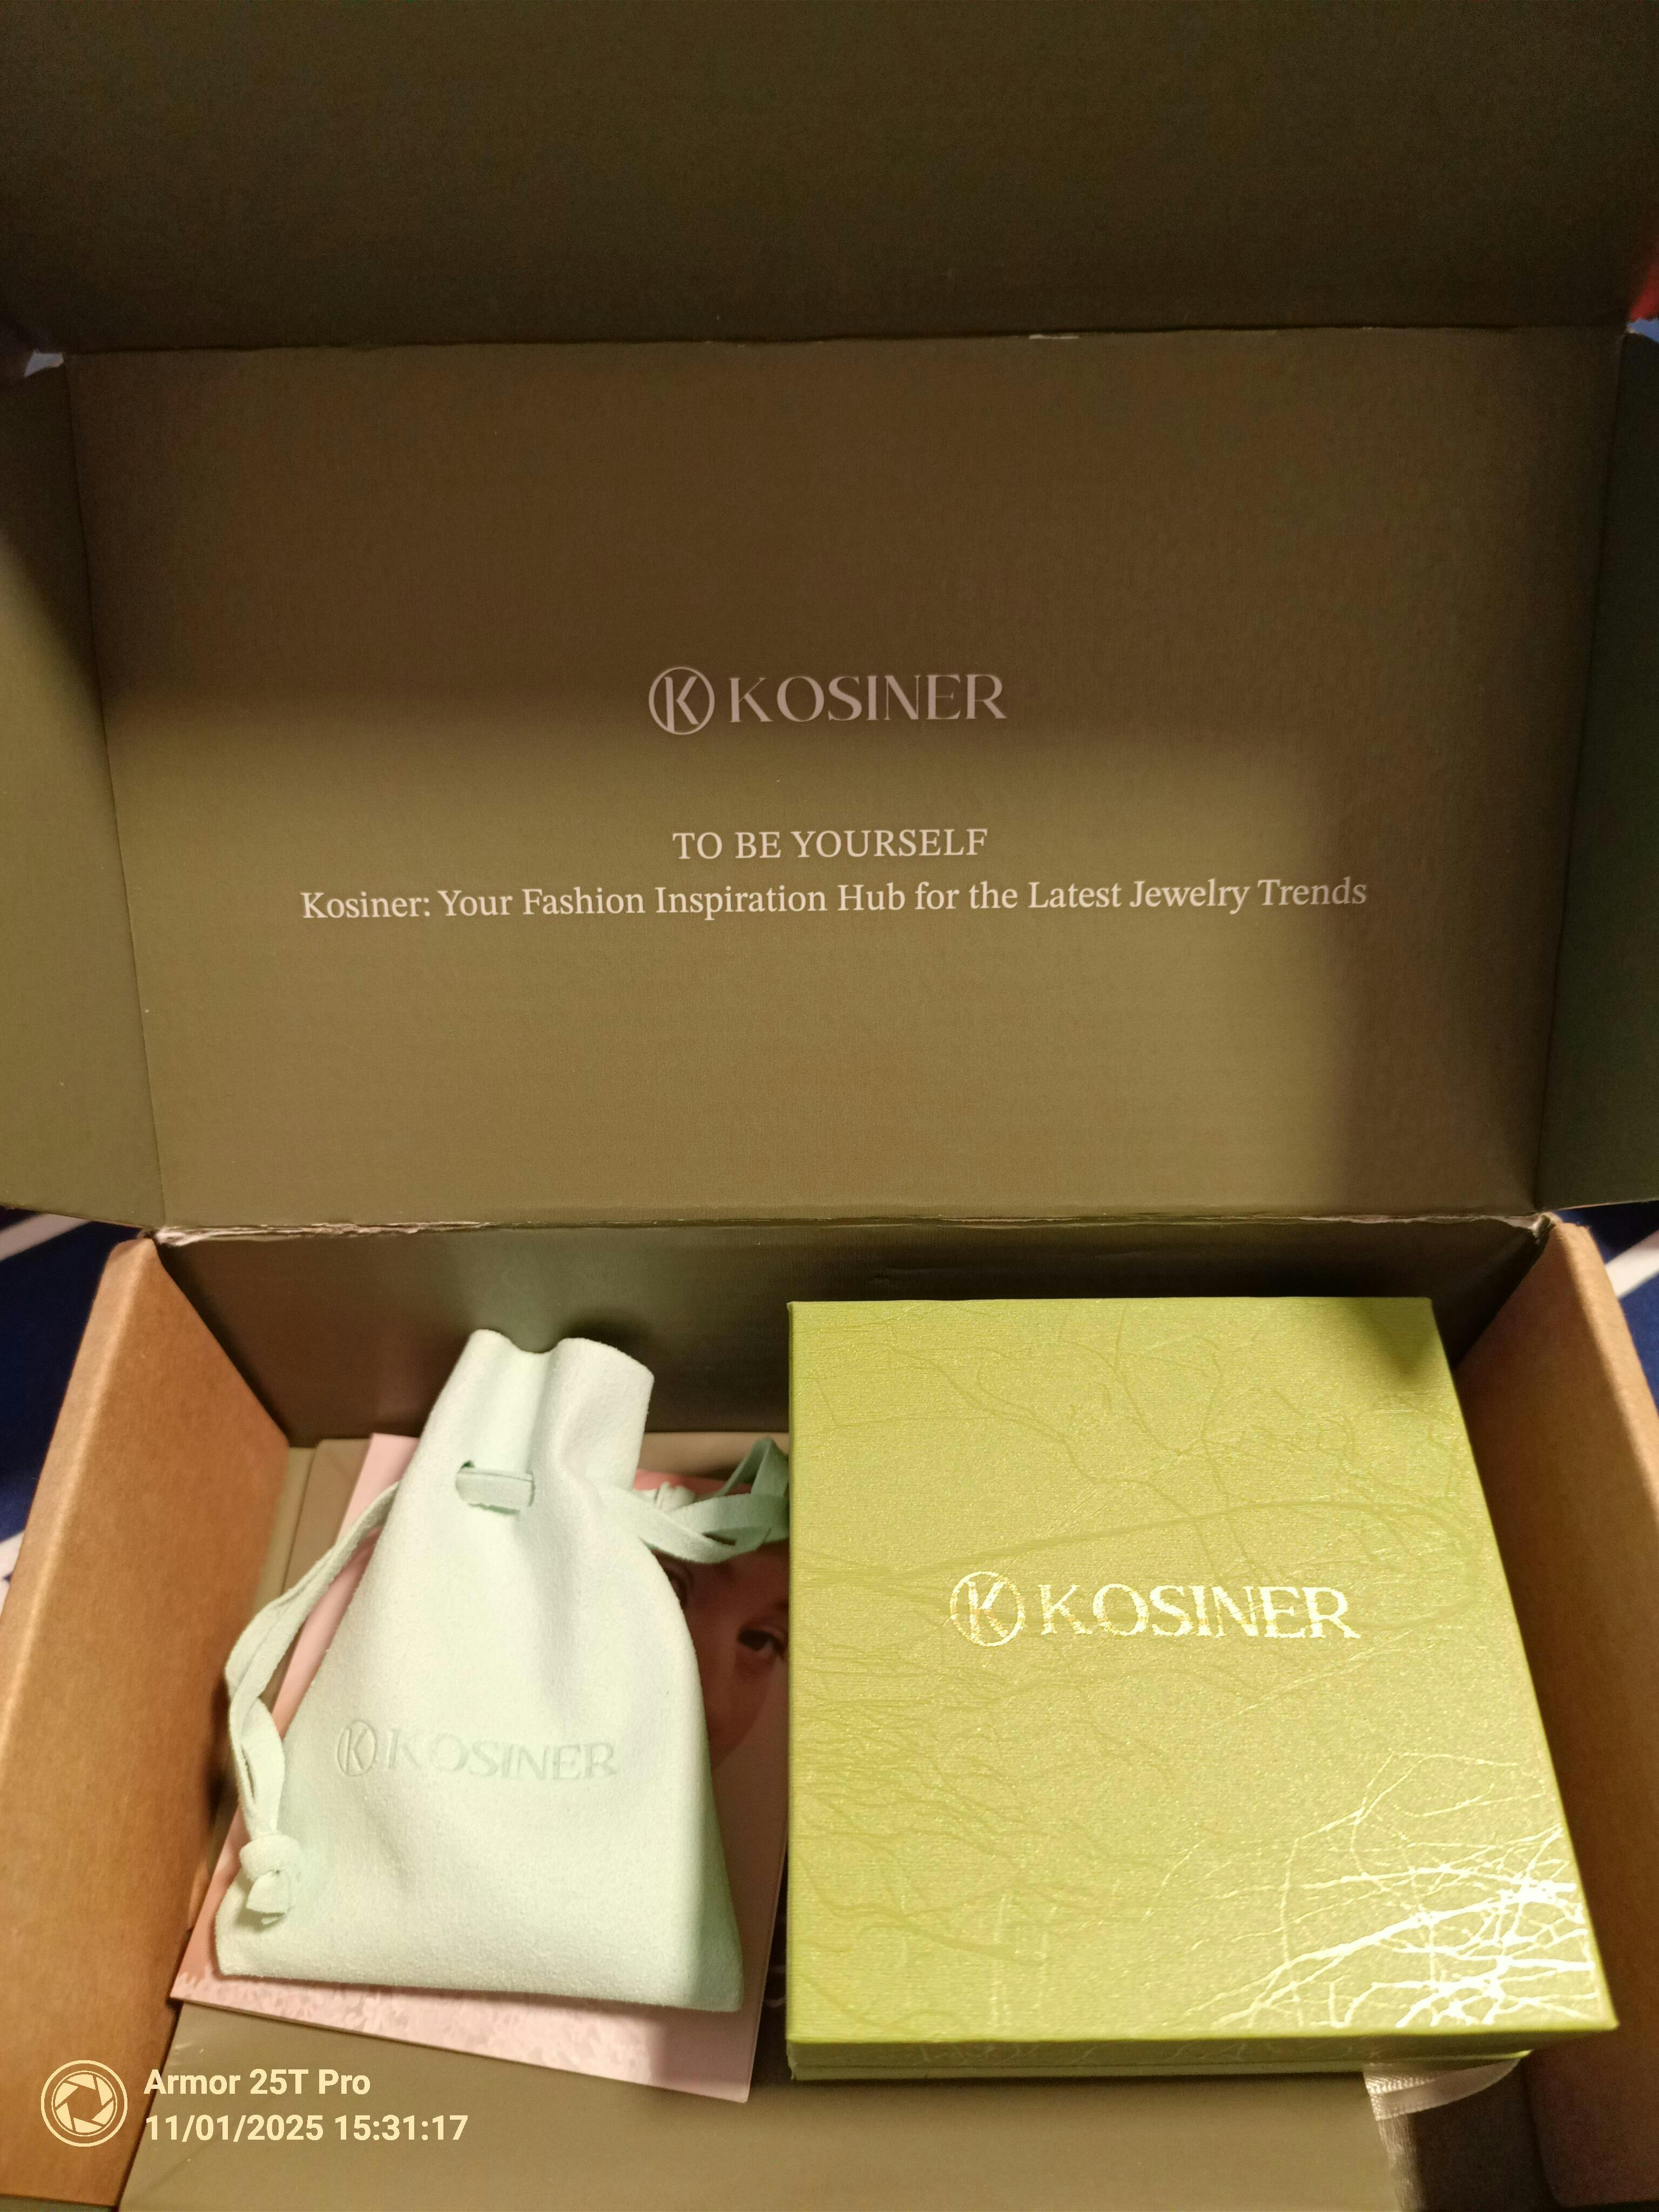 KOSINER
TO BE YOURSELF
Kosiner: Your Fashion Inspiration Hub for the Latest Jewelry Trends
KOSINER
KOSINER
Armor 25T Pro
11/01/2025 15:31:17